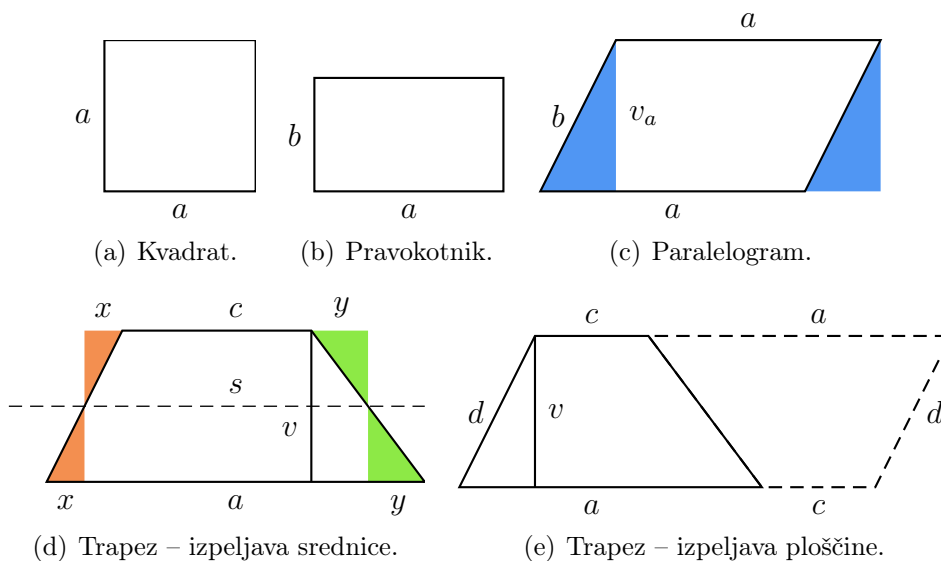 a
a
(a) Kvadrat.
b
a
(b) Pravokotnik.
a
b
v_a
a
(c) Paralelogram.
x c y
s
v
x a y
(d) Trapez – izpeljava srednice.
c a
d v d
a c
(e) Trapez – izpeljava ploščine.